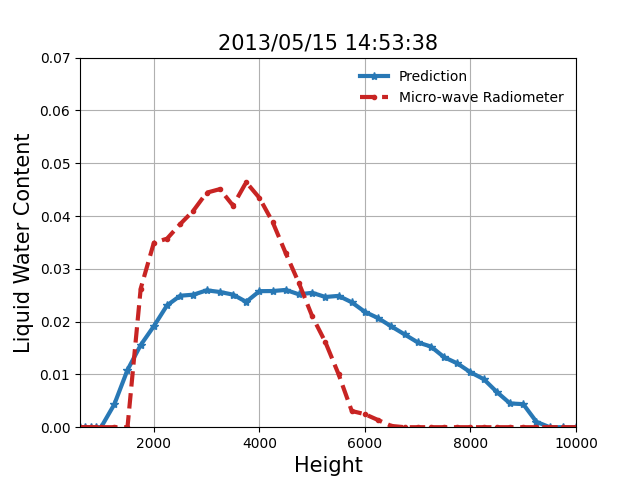 2013/05/15 14:53:38
0.07
0.06
0.05
0.04
0.03
0.02
0.01
0.00
Liquid Water Content
Prediction
Micro-wave Radiometer
2000 4000 6000 8000 10000
Height